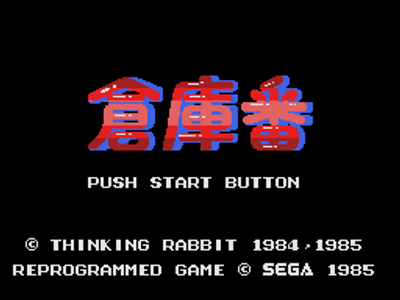 倉庫番
PUSH START BUTTON
© THINKING RABBIT 1984,1985
REPROGRAMMED GAME © SEGA 1985